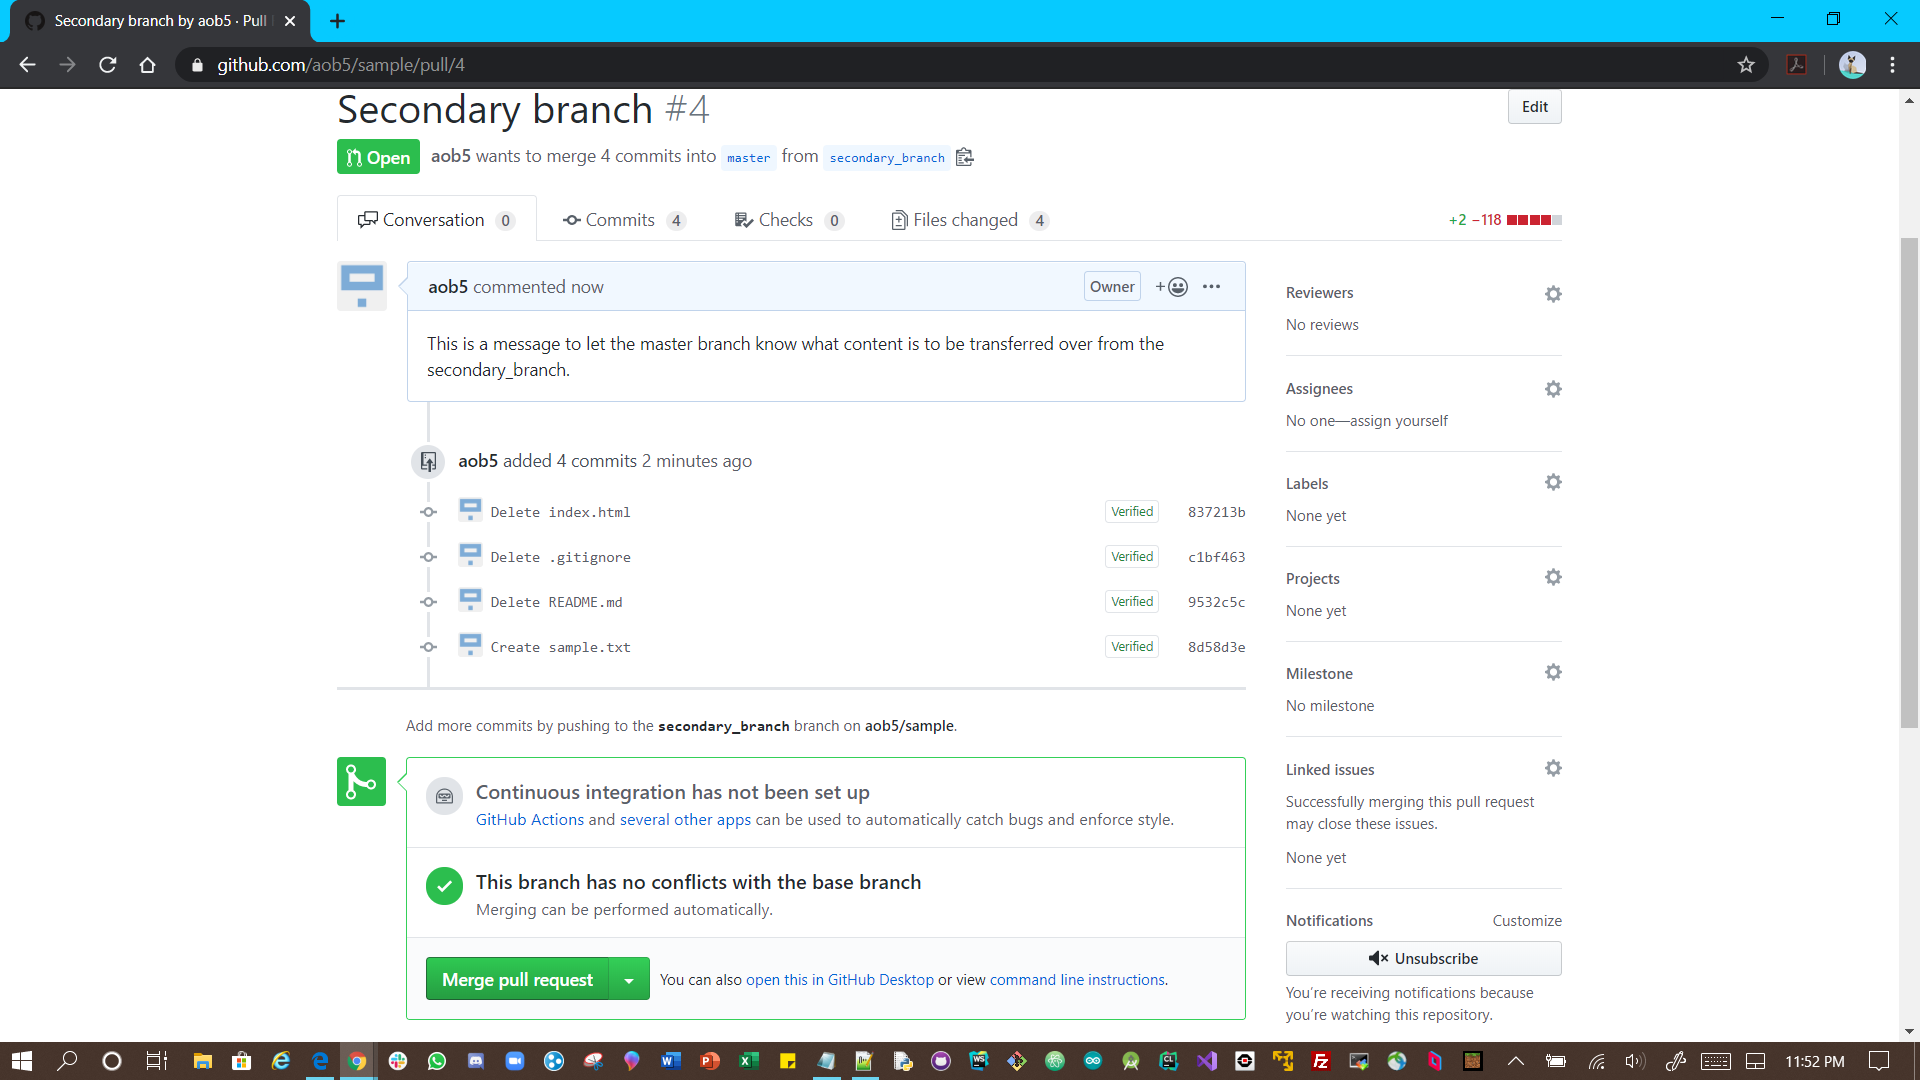 Secondary branch by aob5 · Pull
github.com/aob5/sample/pull/4
Secondary branch #4
Edit
Open
aob5 wants to merge 4 commits into master from secondary_branch
Conversation 0
Commits 4
Checks 0
Files changed 4
+2 −118
aob5 commented now
Owner
This is a message to let the master branch know what content is to be transferred over from the
secondary_branch.
aob5 added 4 commits 2 minutes ago
Delete index.html Verified 837213b
Delete .gitignore Verified c1bf463
Delete README.md Verified 9532c5c
Create sample.txt Verified 8d58d3e
Add more commits by pushing to the secondary_branch branch on aob5/sample.
Continuous integration has not been set up
GitHub Actions and several other apps can be used to automatically catch bugs and enforce style.
This branch has no conflicts with the base branch
Merging can be performed automatically.
Merge pull request
You can also open this in GitHub Desktop or view command line instructions.
Reviewers
No reviews
Assignees
No one—assign yourself
Labels
None yet
Projects
None yet
Milestone
No milestone
Linked issues
Successfully merging this pull request
may close these issues.
None yet
Notifications
Customize
Unsubscribe
You’re receiving notifications because
you’re watching this repository.
11:52 PM